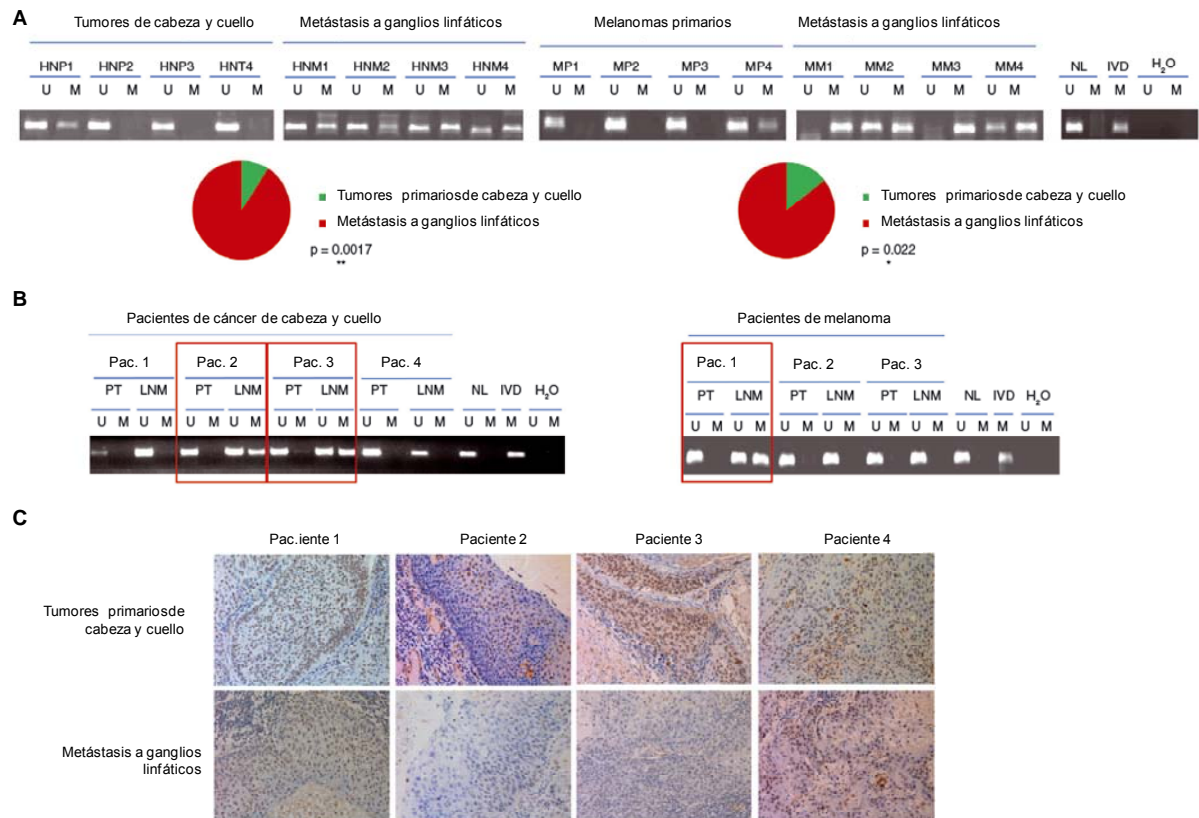 A
Tumores de cabeza y cuello
Metástasis a ganglios linfáticos
Melanomas primarios
Metástasis a ganglios linfáticos
HNP1 HNP2 HNP3 HNT4 HNM1 HNM2 HNM3 HNM4 MP1 MP2 MP3 MP4 MM1 MM2 MM3 MM4 NL IVD H₂O
U M U M U M U M U M U M U M U M U M U M U M U M U M U M U M U M U M M U M
Tumores primariosde cabeza y cuello
Metástasis a ganglios linfáticos
p = 0.0017
**
Tumores primariosde cabeza y cuello
Metástasis a ganglios linfáticos
p = 0.022
*
B
Pacientes de cáncer de cabeza y cuello
Pac. 1 Pac. 2 Pac. 3 Pac. 4
PT LNM PT LNM PT LNM PT LNM NL IVD H₂O
U M U M U M U M U M U M U M U M U M M U M
Pacientes de melanoma
Pac. 1 Pac. 2 Pac. 3
PT LNM PT LNM PT LNM NL IVD H₂O
U M U M U M U M U M U M U M M U M
C
Pac.iente 1 Paciente 2 Paciente 3 Paciente 4
Tumores primariosde
cabeza y cuello
Metástasis a ganglios
linfáticos